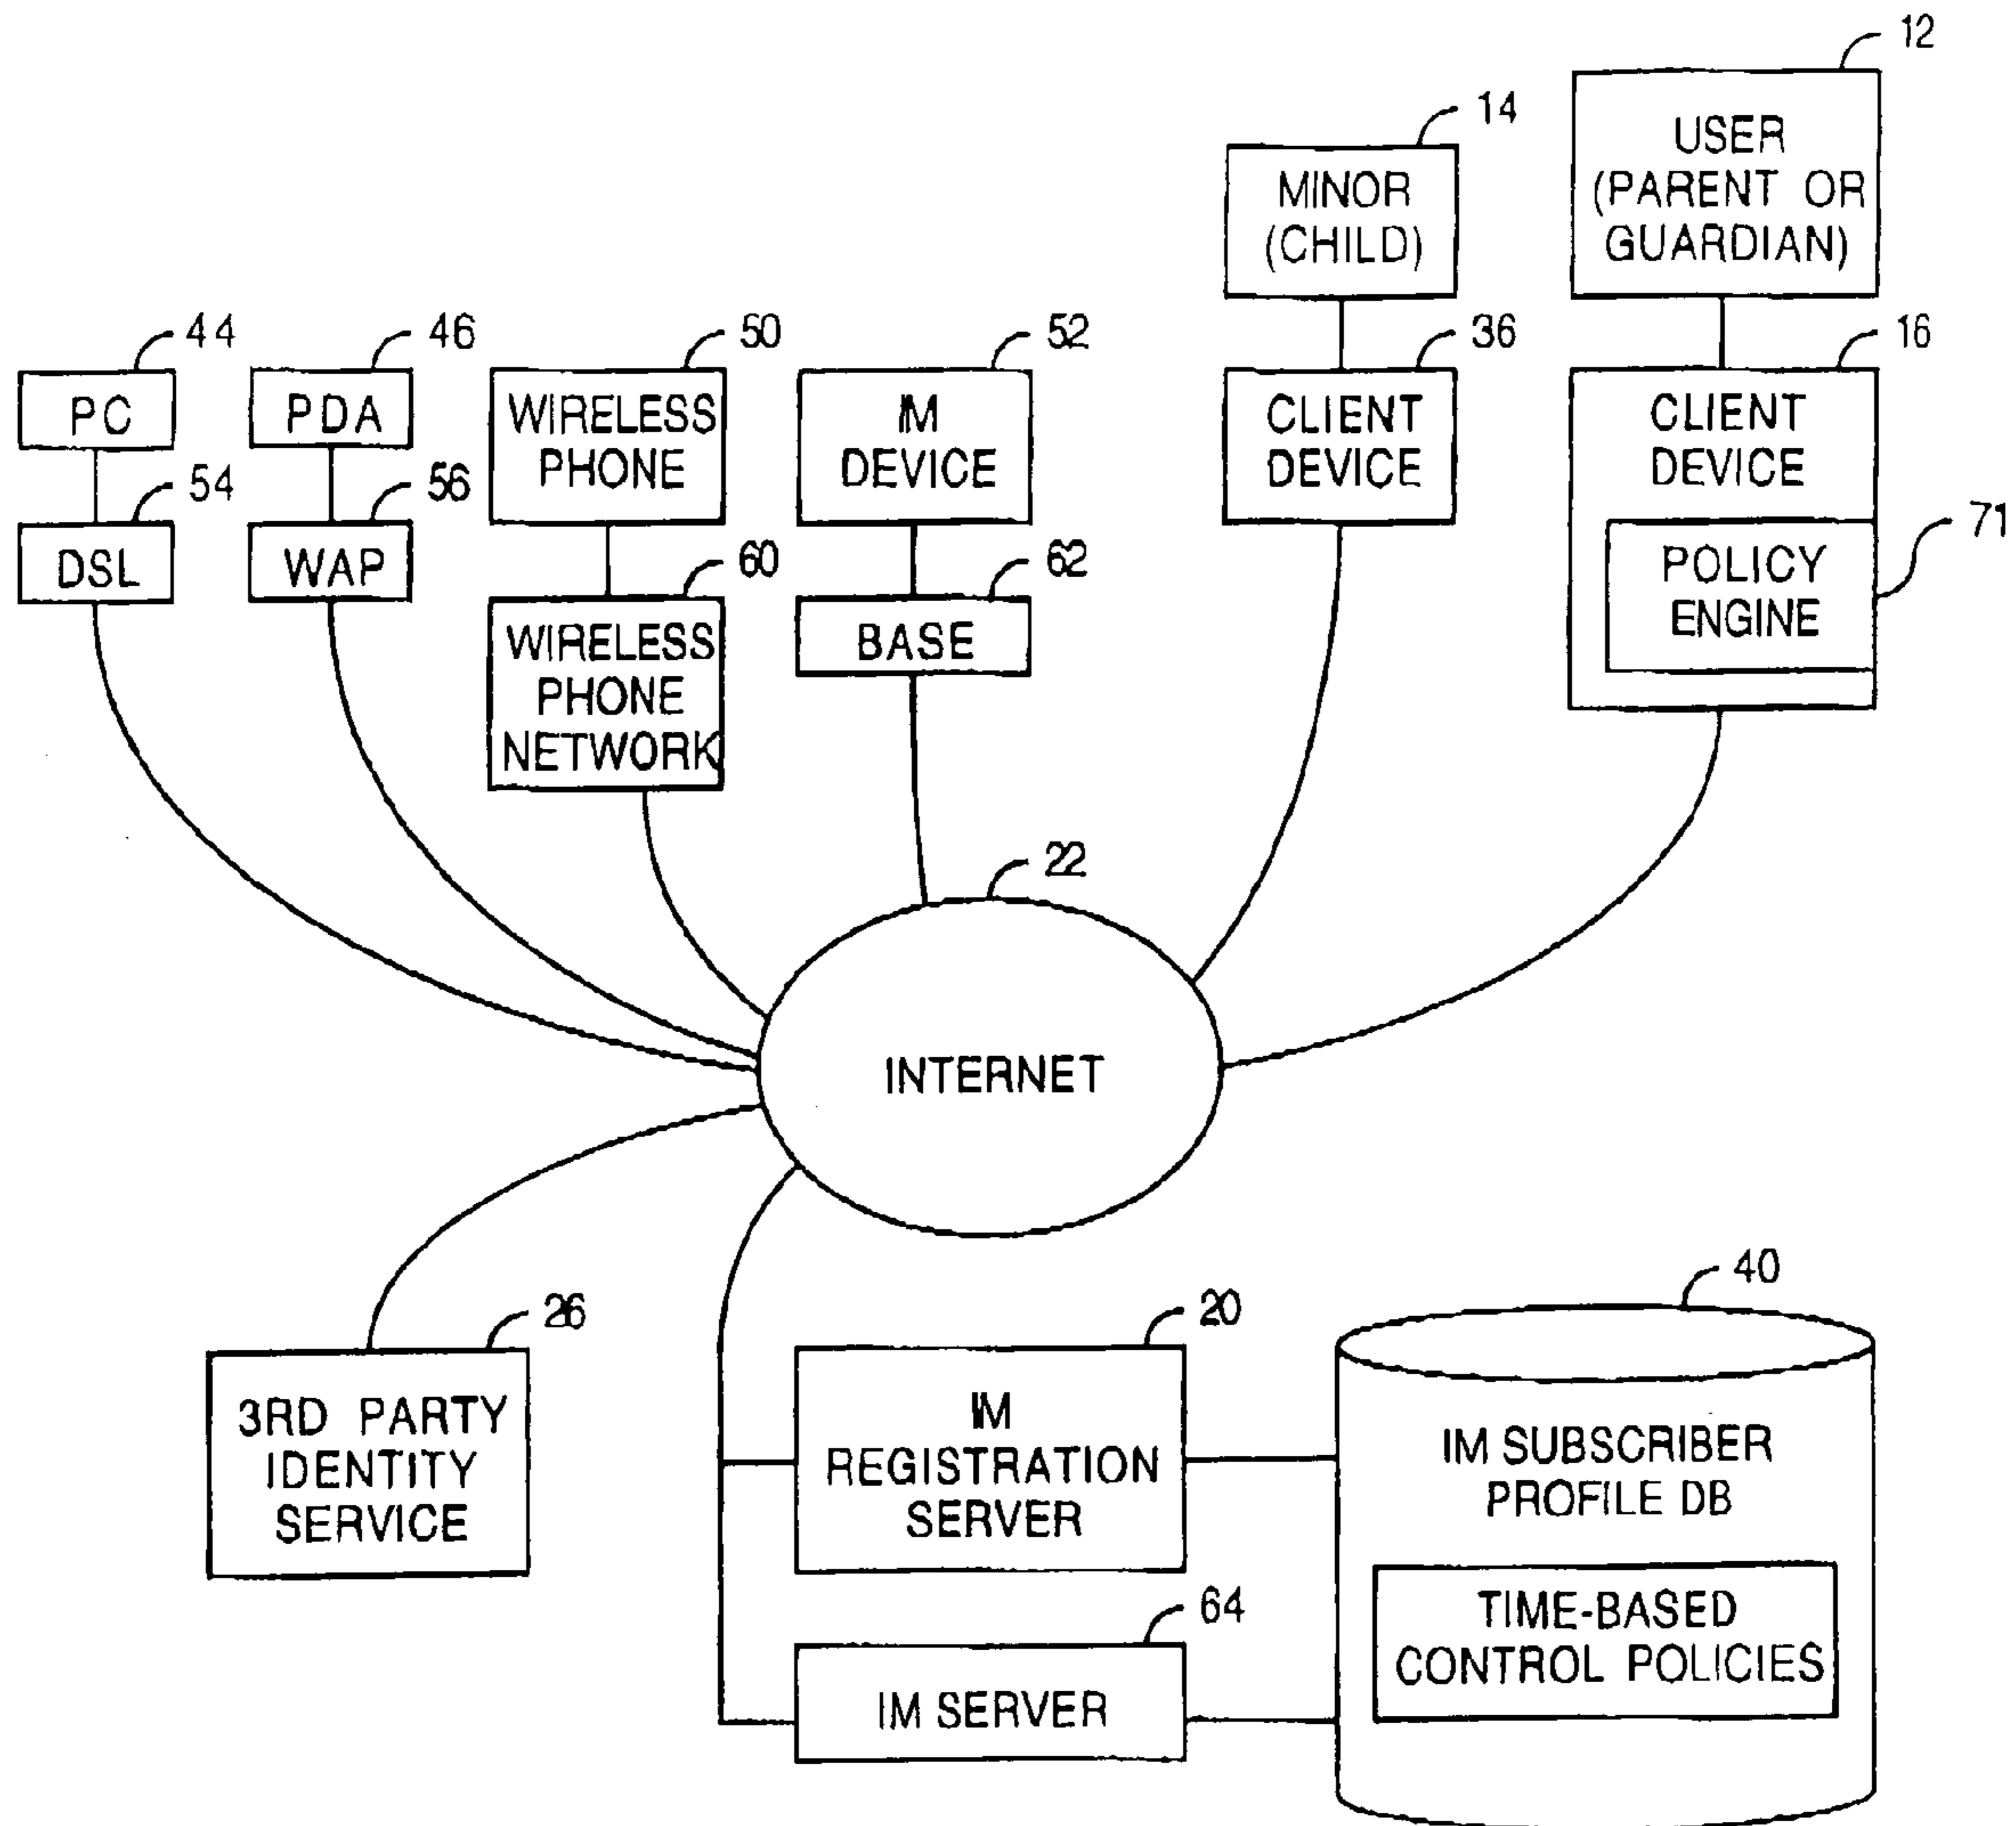 12
USER
(PARENT OR
GUARDIAN)
14
MINOR
(CHILD)
44
PC
46
PDA
50
WIRELESS
PHONE
52
IM
DEVICE
36
CLIENT
DEVICE
16
CLIENT
DEVICE
71
POLICY
ENGINE
54
DSL
56
WAP
60
WIRELESS
PHONE
NETWORK
62
BASE
22
INTERNET
26
3RD PARTY
IDENTITY
SERVICE
20
IM
REGISTRATION
SERVER
40
IM SUBSCRIBER
PROFILE DB
TIME-BASED
CONTROL POLICIES
64
IM SERVER